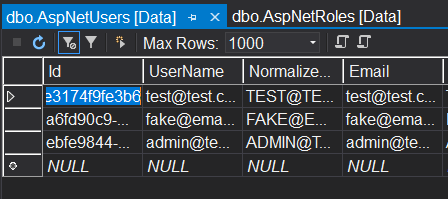 dbo.AspNetUsers [Data] dbo.AspNetRoles [Data]
Max Rows: 1000
Id UserName Normalize... Email
e3174f9fe3b6 test@test.c... TEST@TE... test@test.c...
a6fd90c9-... fake@ema... FAKE@E... fake@ema...
ebfe9844-... admin@te... ADMIN@T... admin@te...
NULL NULL NULL NULL